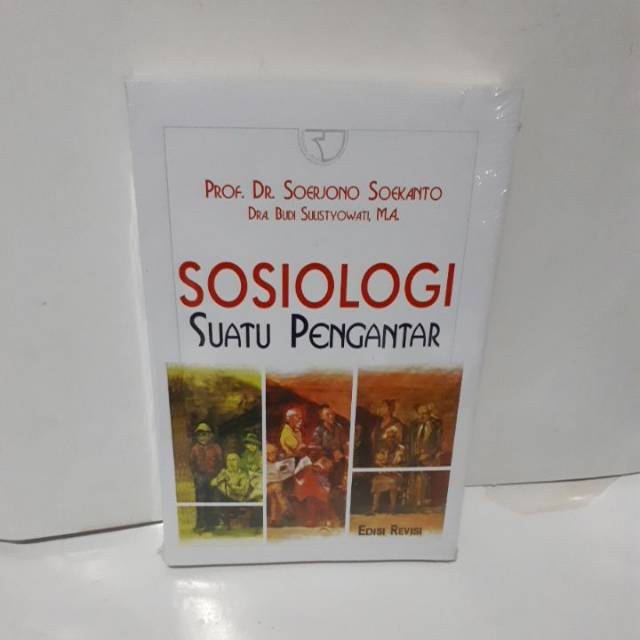 PROF. DR. SOERJONO SOEKANTO
DRA. BUDI SULISTYOWATI, M.A.
SOSIOLOGI
SUATU PENGANTAR
EDISI REVISI